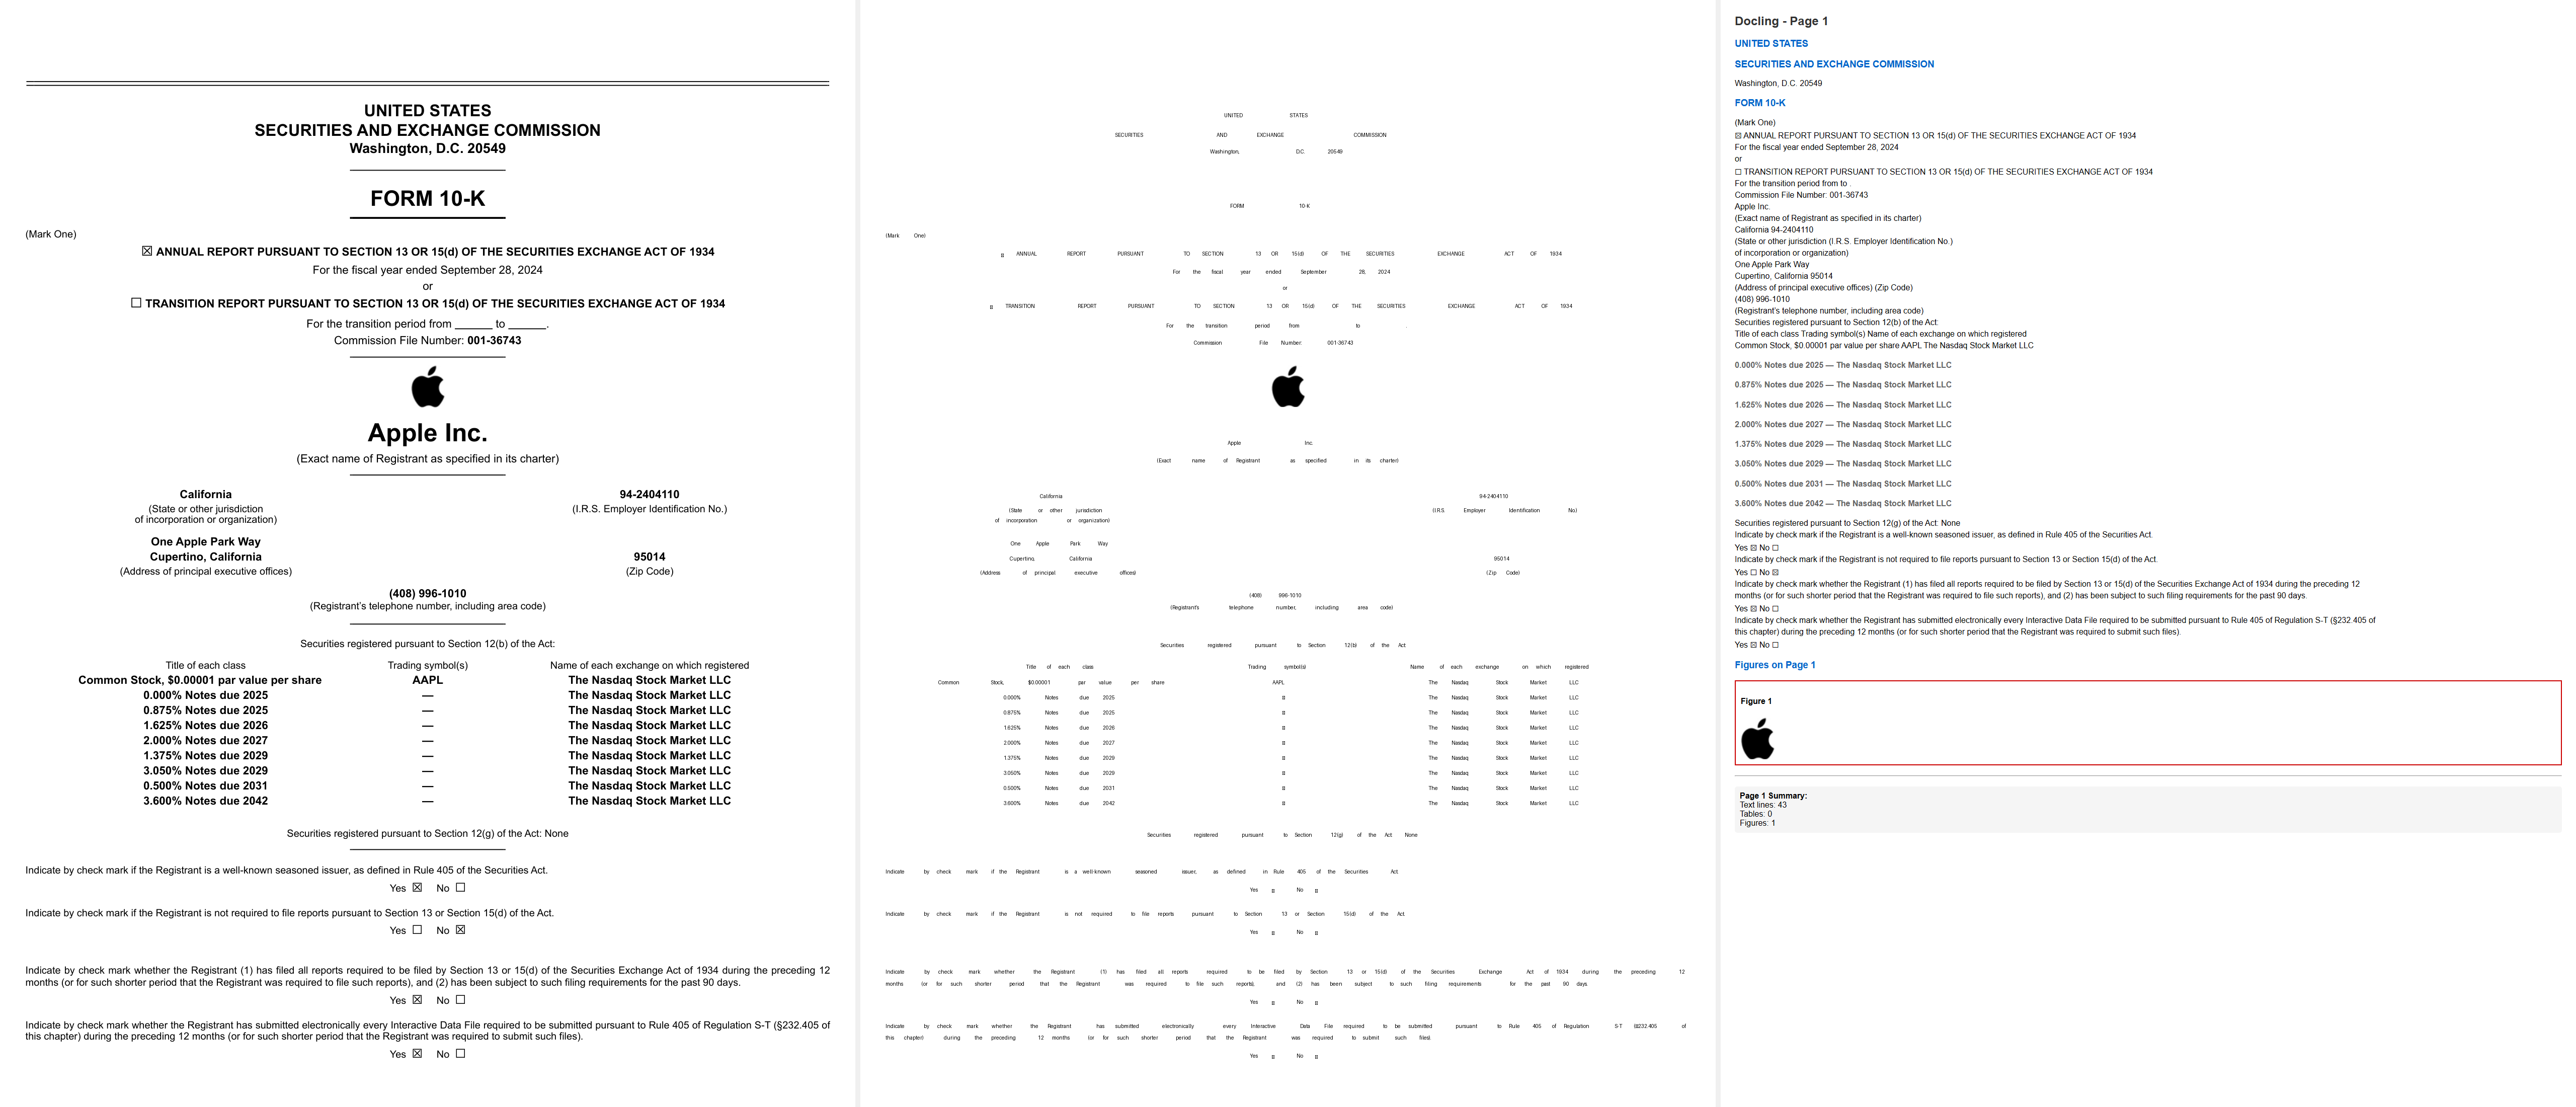 UNITED STATES
SECURITIES AND EXCHANGE COMMISSION
Washington, D.C. 20549
FORM 10-K
(Mark One)
☒ ANNUAL REPORT PURSUANT TO SECTION 13 OR 15(d) OF THE SECURITIES EXCHANGE ACT OF 1934
For the fiscal year ended September 28, 2024
or
☐ TRANSITION REPORT PURSUANT TO SECTION 13 OR 15(d) OF THE SECURITIES EXCHANGE ACT OF 1934
For the transition period from ______ to ______.
Commission File Number: 001-36743
Apple Inc.
(Exact name of Registrant as specified in its charter)
California 94-2404110
(State or other jurisdiction (I.R.S. Employer Identification No.)
of incorporation or organization)
One Apple Park Way
Cupertino, California 95014
(Address of principal executive offices) (Zip Code)
(408) 996-1010
(Registrant's telephone number, including area code)
Securities registered pursuant to Section 12(b) of the Act:
Title of each class Trading symbol(s) Name of each exchange on which registered
Common Stock, $0.00001 par value per share AAPL The Nasdaq Stock Market LLC
0.000% Notes due 2025 — The Nasdaq Stock Market LLC
0.875% Notes due 2025 — The Nasdaq Stock Market LLC
1.625% Notes due 2026 — The Nasdaq Stock Market LLC
2.000% Notes due 2027 — The Nasdaq Stock Market LLC
1.375% Notes due 2029 — The Nasdaq Stock Market LLC
3.050% Notes due 2029 — The Nasdaq Stock Market LLC
0.500% Notes due 2031 — The Nasdaq Stock Market LLC
3.600% Notes due 2042 — The Nasdaq Stock Market LLC
Securities registered pursuant to Section 12(g) of the Act: None
Indicate by check mark if the Registrant is a well-known seasoned issuer, as defined in Rule 405 of the Securities Act.
Yes ☒ No ☐
Indicate by check mark if the Registrant is not required to file reports pursuant to Section 13 or Section 15(d) of the Act.
Yes ☐ No ☒
Indicate by check mark whether the Registrant (1) has filed all reports required to be filed by Section 13 or 15(d) of the Securities Exchange Act of 1934 during the preceding 12
months (or for such shorter period that the Registrant was required to file such reports), and (2) has been subject to such filing requirements for the past 90 days.
Yes ☒ No ☐
Indicate by check mark whether the Registrant has submitted electronically every Interactive Data File required to be submitted pursuant to Rule 405 of Regulation S-T (§232.405 of
this chapter) during the preceding 12 months (or for such shorter period that the Registrant was required to submit such files).
Yes ☒ No ☐
UNITED STATES
SECURITIES AND EXCHANGE COMMISSION
Washington, D.C. 20549
FORM 10-K
(Mark One)
ANNUAL REPORT PURSUANT TO SECTION 13 OR 15(d) OF THE SECURITIES EXCHANGE ACT OF 1934
For the fiscal year ended September 28, 2024
or
TRANSITION REPORT PURSUANT TO SECTION 13 OR 15(d) OF THE SECURITIES EXCHANGE ACT OF 1934
For the transition period from to .
Commission File Number: 001-36743
Apple Inc.
(Exact name of Registrant as specified in its charter)
California 94-2404110
(State or other jurisdiction (I.R.S. Employer Identification No.)
of incorporation or organization)
One Apple Park Way
Cupertino, California 95014
(Address of principal executive offices) (Zip Code)
(408) 996-1010
(Registrant's telephone number, including area code)
Securities registered pursuant to Section 12(b) of the Act:
Title of each class Trading symbol(s) Name of each exchange on which registered
Common Stock, $0.00001 par value per share AAPL The Nasdaq Stock Market LLC
0.000% Notes due 2025 The Nasdaq Stock Market LLC
0.875% Notes due 2025 The Nasdaq Stock Market LLC
1.625% Notes due 2026 The Nasdaq Stock Market LLC
2.000% Notes due 2027 The Nasdaq Stock Market LLC
1.375% Notes due 2029 The Nasdaq Stock Market LLC
3.050% Notes due 2029 The Nasdaq Stock Market LLC
0.500% Notes due 2031 The Nasdaq Stock Market LLC
3.600% Notes due 2042 The Nasdaq Stock Market LLC
Securities registered pursuant to Section 12(g) of the Act: None
Indicate by check mark if the Registrant is a well-known seasoned issuer, as defined in Rule 405 of the Securities Act.
Yes No
Indicate by check mark if the Registrant is not required to file reports pursuant to Section 13 or Section 15(d) of the Act.
Yes No
Indicate by check mark whether the Registrant (1) has filed all reports required to be filed by Section 13 or 15(d) of the Securities Exchange Act of 1934 during the preceding 12
months (or for such shorter period that the Registrant was required to file such reports), and (2) has been subject to such filing requirements for the past 90 days.
Yes No
Indicate by check mark whether the Registrant has submitted electronically every Interactive Data File required to be submitted pursuant to Rule 405 of Regulation S-T 232.405 of
this chapter) during the preceding 12 months (or for such shorter period that the Registrant was required to submit such files).
Yes No
Docling - Page 1
UNITED STATES
SECURITIES AND EXCHANGE COMMISSION
Washington, D.C. 20549
FORM 10-K
(Mark One)
☒ ANNUAL REPORT PURSUANT TO SECTION 13 OR 15(d) OF THE SECURITIES EXCHANGE ACT OF 1934
For the fiscal year ended September 28, 2024
or
☐ TRANSITION REPORT PURSUANT TO SECTION 13 OR 15(d) OF THE SECURITIES EXCHANGE ACT OF 1934
For the transition period from to .
Commission File Number: 001-36743
Apple Inc.
(Exact name of Registrant as specified in its charter)
California 94-2404110
(State or other jurisdiction (I.R.S. Employer Identification No.)
of incorporation or organization)
One Apple Park Way
Cupertino, California 95014
(Address of principal executive offices) (Zip Code)
(408) 996-1010
(Registrant's telephone number, including area code)
Securities registered pursuant to Section 12(b) of the Act:
Title of each class Trading symbol(s) Name of each exchange on which registered
Common Stock, $0.00001 par value per share AAPL The Nasdaq Stock Market LLC
0.000% Notes due 2025 — The Nasdaq Stock Market LLC
0.875% Notes due 2025 — The Nasdaq Stock Market LLC
1.625% Notes due 2026 — The Nasdaq Stock Market LLC
2.000% Notes due 2027 — The Nasdaq Stock Market LLC
1.375% Notes due 2029 — The Nasdaq Stock Market LLC
3.050% Notes due 2029 — The Nasdaq Stock Market LLC
0.500% Notes due 2031 — The Nasdaq Stock Market LLC
3.600% Notes due 2042 — The Nasdaq Stock Market LLC
Securities registered pursuant to Section 12(g) of the Act: None
Indicate by check mark if the Registrant is a well-known seasoned issuer, as defined in Rule 405 of the Securities Act.
Yes ☒ No ☐
Indicate by check mark if the Registrant is not required to file reports pursuant to Section 13 or Section 15(d) of the Act.
Yes ☐ No ☒
Indicate by check mark whether the Registrant (1) has filed all reports required to be filed by Section 13 or 15(d) of the Securities Exchange Act of 1934 during the preceding 12
months (or for such shorter period that the Registrant was required to file such reports), and (2) has been subject to such filing requirements for the past 90 days.
Yes ☒ No ☐
Indicate by check mark whether the Registrant has submitted electronically every Interactive Data File required to be submitted pursuant to Rule 405 of Regulation S-T (§232.405 of
this chapter) during the preceding 12 months (or for such shorter period that the Registrant was required to submit such files).
Yes ☒ No ☐
Figures on Page 1
Figure 1
Page 1 Summary:
Text lines: 43
Tables: 0
Figures: 1